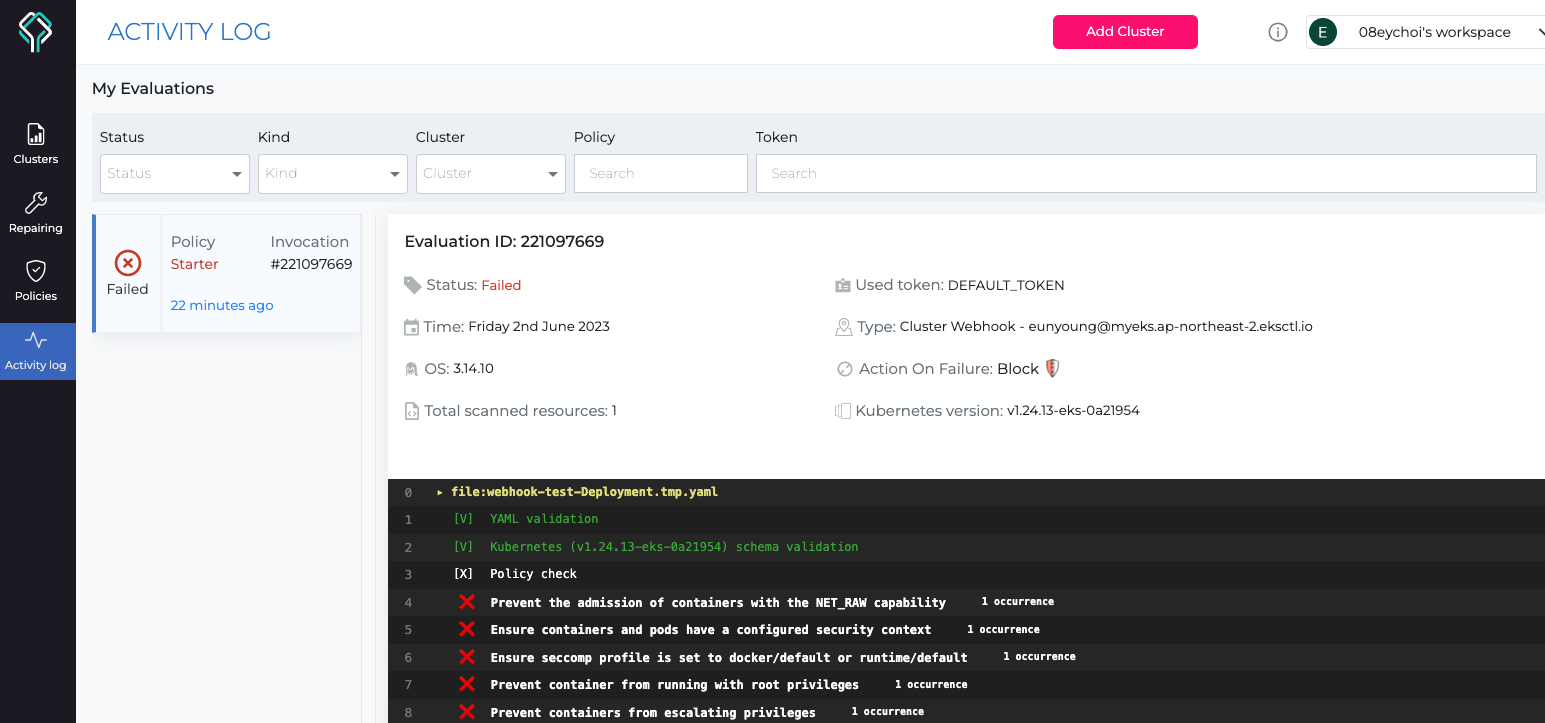 ACTIVITY LOG
Add Cluster
E
08eychoi's workspace
Clusters
Repairing
Policies
Activity log
My Evaluations
Status Kind Cluster Policy Token
Status Kind Cluster Search Search
Failed
Policy Invocation
Starter #221097669
22 minutes ago
Evaluation ID: 221097669
Status: Failed
Used token: DEFAULT_TOKEN
Time: Friday 2nd June 2023
Type: Cluster Webhook - eunyoung@myeks.ap-northeast-2.eksctl.io
OS: 3.14.10
Action On Failure: Block
Total scanned resources: 1
Kubernetes version: v1.24.13-eks-0a21954
0 ▸ file:webhook-test-Deployment.tmp.yaml
1 [V] YAML validation
2 [V] Kubernetes (v1.24.13-eks-0a21954) schema validation
3 [X] Policy check
4 ❌ Prevent the admission of containers with the NET_RAW capability 1 occurrence
5 ❌ Ensure containers and pods have a configured security context 1 occurrence
6 ❌ Ensure seccomp profile is set to docker/default or runtime/default 1 occurrence
7 ❌ Prevent container from running with root privileges 1 occurrence
8 ❌ Prevent containers from escalating privileges 1 occurrence